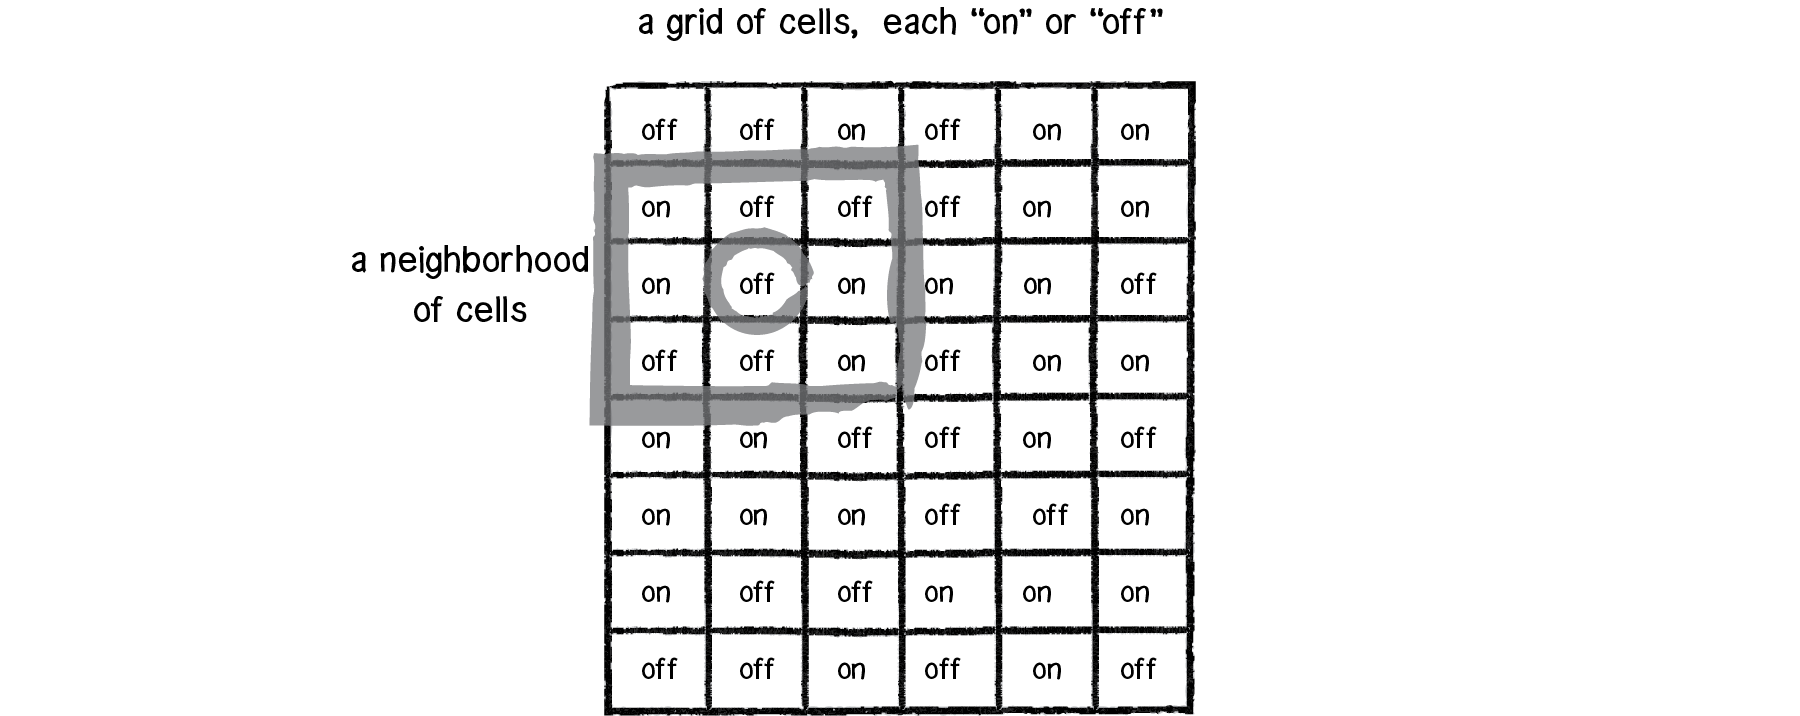 a grid of cells, each “on” or “off”
off off on off on on
on off off off on on
a neighborhood
of cells
on off on on on off
off off on off on on
on on off off on off
on on on off off on
on off off on on on
off off on off on off